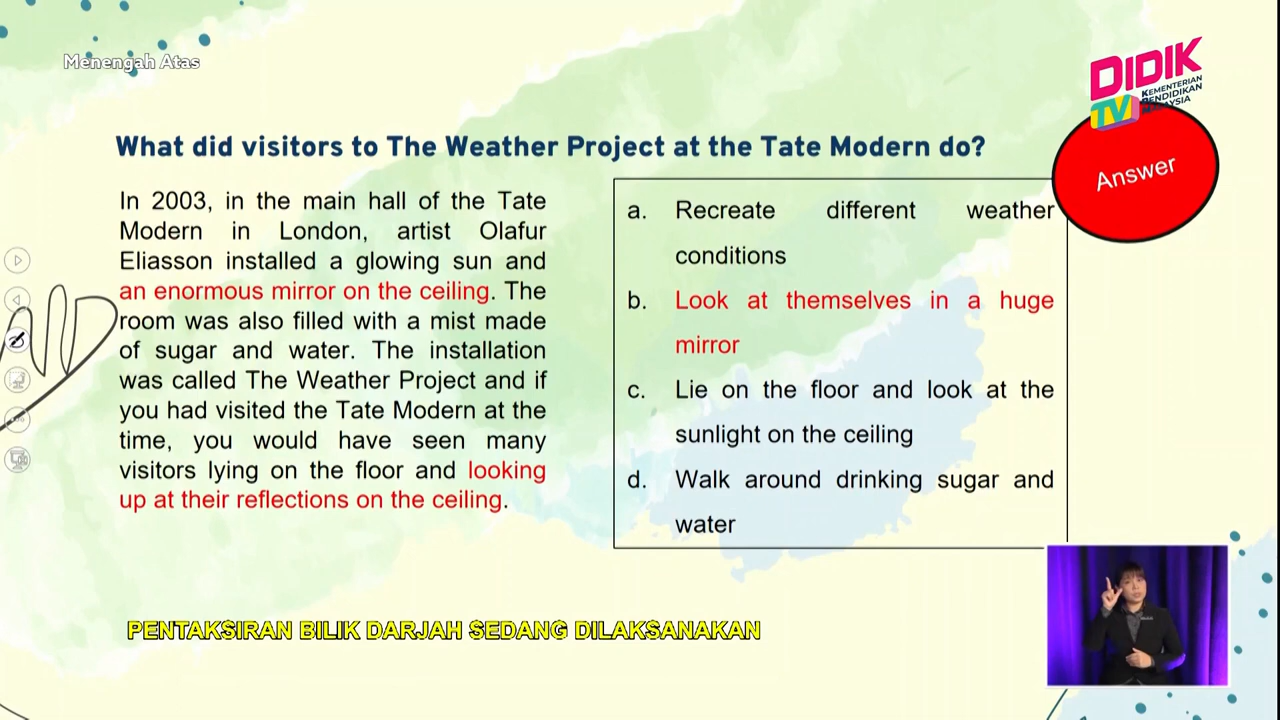 Menengah Atas
DIDIK
TV
KEMENTERIAN
PENDIDIKAN
MALAYSIA
Answer
What did visitors to The Weather Project at the Tate Modern do?
In 2003, in the main hall of the Tate
Modern in London, artist Olafur
Eliasson installed a glowing sun and
an enormous mirror on the ceiling. The
room was also filled with a mist made
of sugar and water. The installation
was called The Weather Project and if
you had visited the Tate Modern at the
time, you would have seen many
visitors lying on the floor and looking
up at their reflections on the ceiling.
a. Recreate different weather
conditions
b. Look at themselves in a huge
mirror
c. Lie on the floor and look at the
sunlight on the ceiling
d. Walk around drinking sugar and
water
PENTAKSIRAN BILIK DARJAH SEDANG DILAKSANAKAN